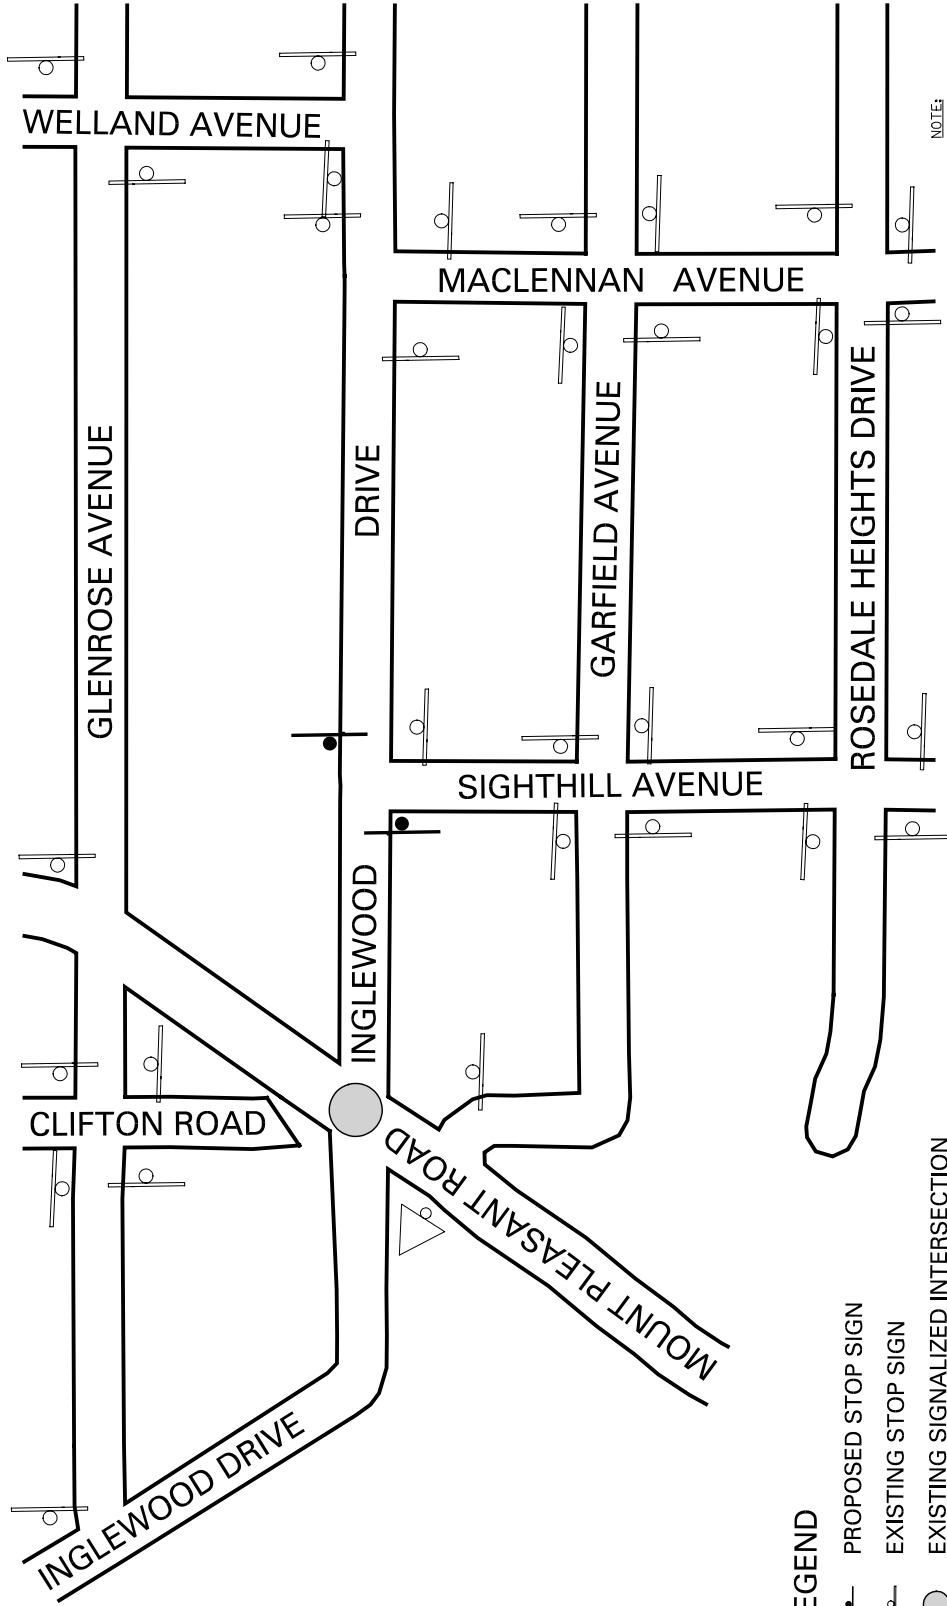 WELLAND AVENUE
NOTE:
MACLENNAN AVENUE
GLENROSE AVENUE
DRIVE
GARFIELD AVENUE
ROSEDALE HEIGHTS DRIVE
SIGHTHILL AVENUE
INGLEWOOD
CLIFTON ROAD
MOUNT PLEASANT ROAD
INGLEWOOD DRIVE
EGEND
PROPOSED STOP SIGN
EXISTING STOP SIGN
EXISTING SIGNALIZED INTERSECTION